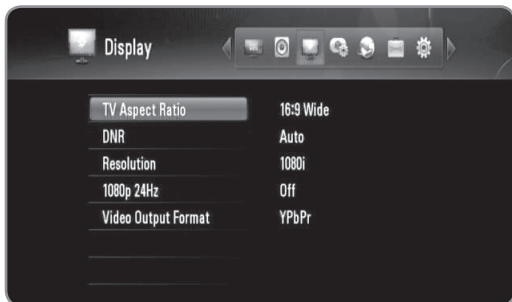 Display
TV Aspect Ratio 16:9 Wide
DNR Auto
Resolution 1080i
1080p 24Hz Off
Video Output Format YPbPr